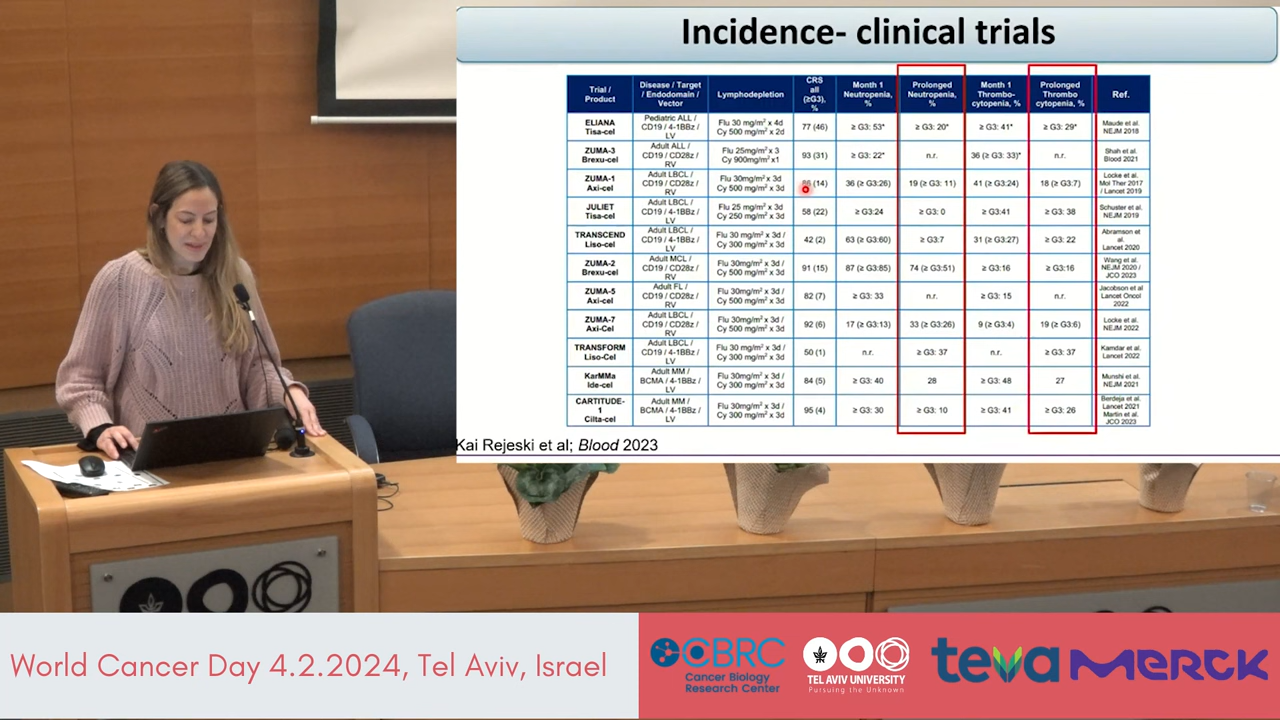 Incidence- clinical trials
Trial / Product
Disease / Target / Endodomain / Vector
Lymphodepletion
CRS all (≥G3), %
Month 1 Neutropenia, %
Prolonged Neutropenia, %
Month 1 Thrombo-cytopenia, %
Prolonged Thrombo cytopenia, %
Ref.
ELIANA Tisa-cel
Pediatric ALL / CD19 / 4-1BBz / LV
Flu 30 mg/m² x 4d Cy 500 mg/m² x 2d
77 (46)
≥ G3: 53*
≥ G3: 20*
≥ G3: 41*
≥ G3: 29*
Maude et al. NEJM 2018
ZUMA-3 Brexu-cel
Adult ALL / CD19 / CD28z / RV
Flu 25mg/m² x 3 Cy 900mg/m² x1
93 (31)
≥ G3: 22*
n.r.
36 (≥ G3: 33)*
n.r.
Shah et al. Blood 2021
ZUMA-1 Axi-cel
Adult LBCL / CD19 / CD28z / RV
Flu 30mg/m² x 3d Cy 500 mg/m² x 3d
(14)
36 (≥ G3:26)
19 (≥ G3: 11)
41 (≥ G3:24)
18 (≥ G3:7)
Locke et al. Mol Ther 2017 / Lancet 2019
JULIET Tisa-cel
Adult LBCL / CD19 / 4-1BBz / LV
Flu 25 mg/m² x 3d Cy 250 mg/m² x 3d
58 (22)
≥ G3:24
≥ G3: 0
≥ G3:41
≥ G3: 38
Schuster et al. NEJM 2019
TRANSCEND Liso-cel
Adult LBCL / CD19 / 4-1BBz / LV
Flu 30 mg/m² x 3d / Cy 300 mg/m² x 3d
42 (2)
63 (≥ G3:60)
≥ G3:7
31 (≥ G3:27)
≥ G3: 22
Abramson et al. Lancet 2020
ZUMA-2 Brexu-cel
Adult MCL / CD19 / CD28z / RV
Flu 30mg/m² x 3d / Cy 500 mg/m² x 3d
91 (15)
87 (≥ G3:85)
74 (≥ G3:51)
≥ G3:16
≥ G3:16
Wang et al. NEJM 2020 / JCO 2023
ZUMA-5 Axi-cel
Adult FL / CD19 / CD28z / RV
Flu 30mg/m² x 3d / Cy 500 mg/m² x 3d
82 (7)
≥ G3: 33
n.r.
≥ G3: 15
n.r.
Jacobson et al Lancet Oncol 2022
ZUMA-7 Axi-Cel
Adult LBCL / CD19 / CD28z / RV
Flu 30mg/m² x 3d / Cy 500 mg/m² x 3d
92 (6)
17 (≥ G3:13)
33 (≥ G3:26)
9 (≥ G3:4)
19 (≥ G3:6)
Locke et al. NEJM 2022
TRANSFORM Liso-Cel
Adult LBCL / CD19 / 4-1BBz / LV
Flu 30 mg/m² x 3d / Cy 300 mg/m² x 3d
50 (1)
n.r.
≥ G3: 37
n.r.
≥ G3: 37
Kamdar et al. Lancet 2022
KarMMa Ide-cel
Adult MM / BCMA / 4-1BBz / LV
Flu 30mg/m² x 3d / Cy 300 mg/m² x 3d
84 (5)
≥ G3: 40
28
≥ G3: 48
27
Munshi et al. NEJM 2021
CARTITUDE-1 Cilta-cel
Adult MM / BCMA / 4-1BBz / LV
Flu 30mg/m² x 3d / Cy 300 mg/m² x 3d
95 (4)
≥ G3: 30
≥ G3: 10
≥ G3: 41
≥ G3: 26
Berdeja et al. Lancet 2021 Martin et al. JCO 2023
Kai Rejeski et al; Blood 2023
World Cancer Day 4.2.2024, Tel Aviv, Israel
CBRC
Cancer Biology
Research Center
TEL AVIV UNIVERSITY
Pursuing the Unknown
teva
MERCK